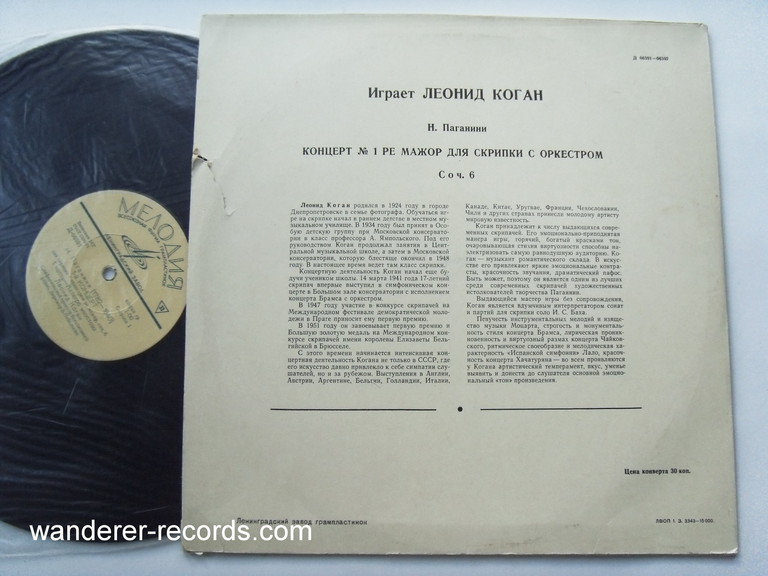 Играет ЛЕОНИД КОГАН
Н. Паганини
КОНЦЕРТ № 1 РЕ МАЖОР ДЛЯ СКРИПКИ С ОРКЕСТРОМ
Соч. 6
Леонид Коган родился в 1924 году в городе
Днепропетровске в семье фотографа. Обучаться иг-
ре на скрипке начал в раннем детстве в местном му-
зыкальном училище. В 1934 году был принят в Осо-
бую детскую группу при Московской консервато-
рии в класс профессора А. Ямпольского. Под его
руководством Коган продолжал занятия в Цент-
ральной музыкальной школе, а затем в Московской
консерватории, которую блестяще окончил в 1948
году. В настоящее время ведет там класс скрипки.
Концертную деятельность Коган начал еще бу-
дучи учеником школы. 14 марта 1941 года 17-летний
скрипач впервые выступил в симфоническом конце-
рте в Большом зале консерватории с исполнением
концерта Брамса с оркестром.
В 1947 году участие в конкурсе скрипачей на
Международном фестивале демократической моло-
дежи в Праге приносит ему первую премию.
В 1951 году он завоевывает первую премию и
Большую золотую медаль на Международном кон-
курсе скрипачей имени королевы Елизаветы Бель-
гийской в Брюсселе.
С этого времени начинается интенсивная кон-
цертная деятельность Когана не только в СССР, где
его искусство давно привлекло к себе симпатии слу-
шателей, но и за рубежом. Выступления в Англии,
Австрии, Аргентине, Бельгии, Голландии, Италии,
Канаде, Китае, Уругвае, Франции, Чехословакии,
Чили и других странах принесли молодому артисту
мировую известность.
Коган принадлежит к числу выдающихся совре-
менных скрипачей. Его эмоционально-приподнятая
манера игры, горячий, богатый красками тон,
очаровывающая стихия виртуозности способны на-
электризовать самую равнодушную аудиторию. Ко-
ган — музыкант романтического склада. В искус-
стве его привлекают яркие эмоциональные контра-
сты, красочность звучания, драматический пафос.
Быть может, поэтому он является одним из лучших
среди современных скрипачей художественных
истолкователей творчества Паганини.
Выдающийся мастер игры без сопровождения,
Коган является вдумчивым интерпретатором сонат
и партий для скрипки соло И. С. Баха.
Певучесть инструментальных мелодий и изяще-
ство музыки Моцарта, строгость и монументаль-
ность стиля концерта Брамса, лирическая проник-
новенность и виртуозный размах концерта Чайков-
ского, ритмическое своеобразие и мелодическая ха-
рактерность «Испанской симфонии» Лало, красоч-
ность концерта Хачатуряна — во всем проявляются
у Когана артистический темперамент, вкус, уменье
выявить и донести до слушателя основной эмоцио-
нальный «тон» произведения.
Цена конверта 30 коп.
Ленинградский завод грампластинок
МЕЛОДИЯ
wanderer-records.com